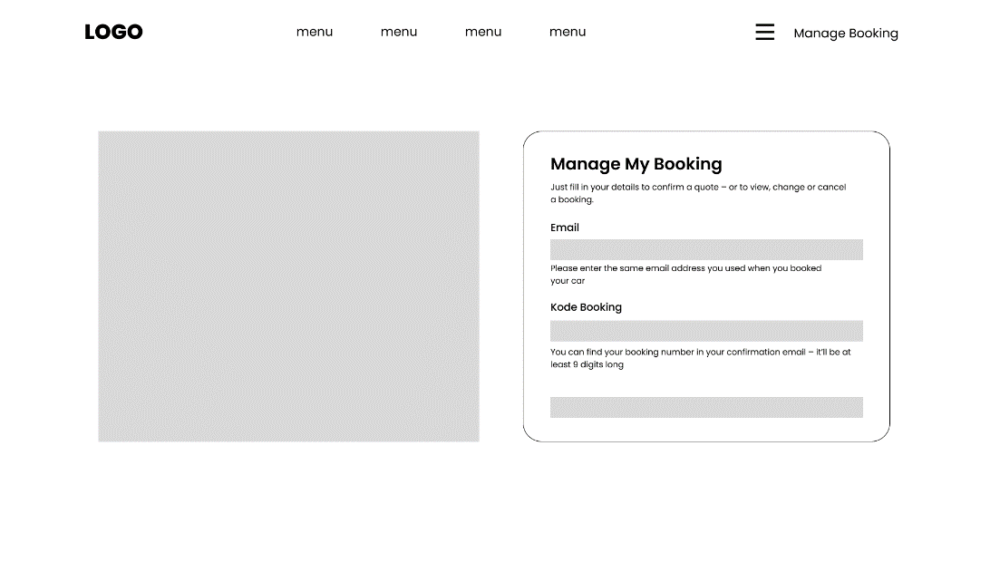 LOGO
menu menu menu menu
Manage Booking
Manage My Booking
Just fill in your details to confirm a quote – or to view, change or cancel
a booking.
Email
Please enter the same email address you used when you booked
your car
Kode Booking
You can find your booking number in your confirmation email – it'll be at
least 9 digits long